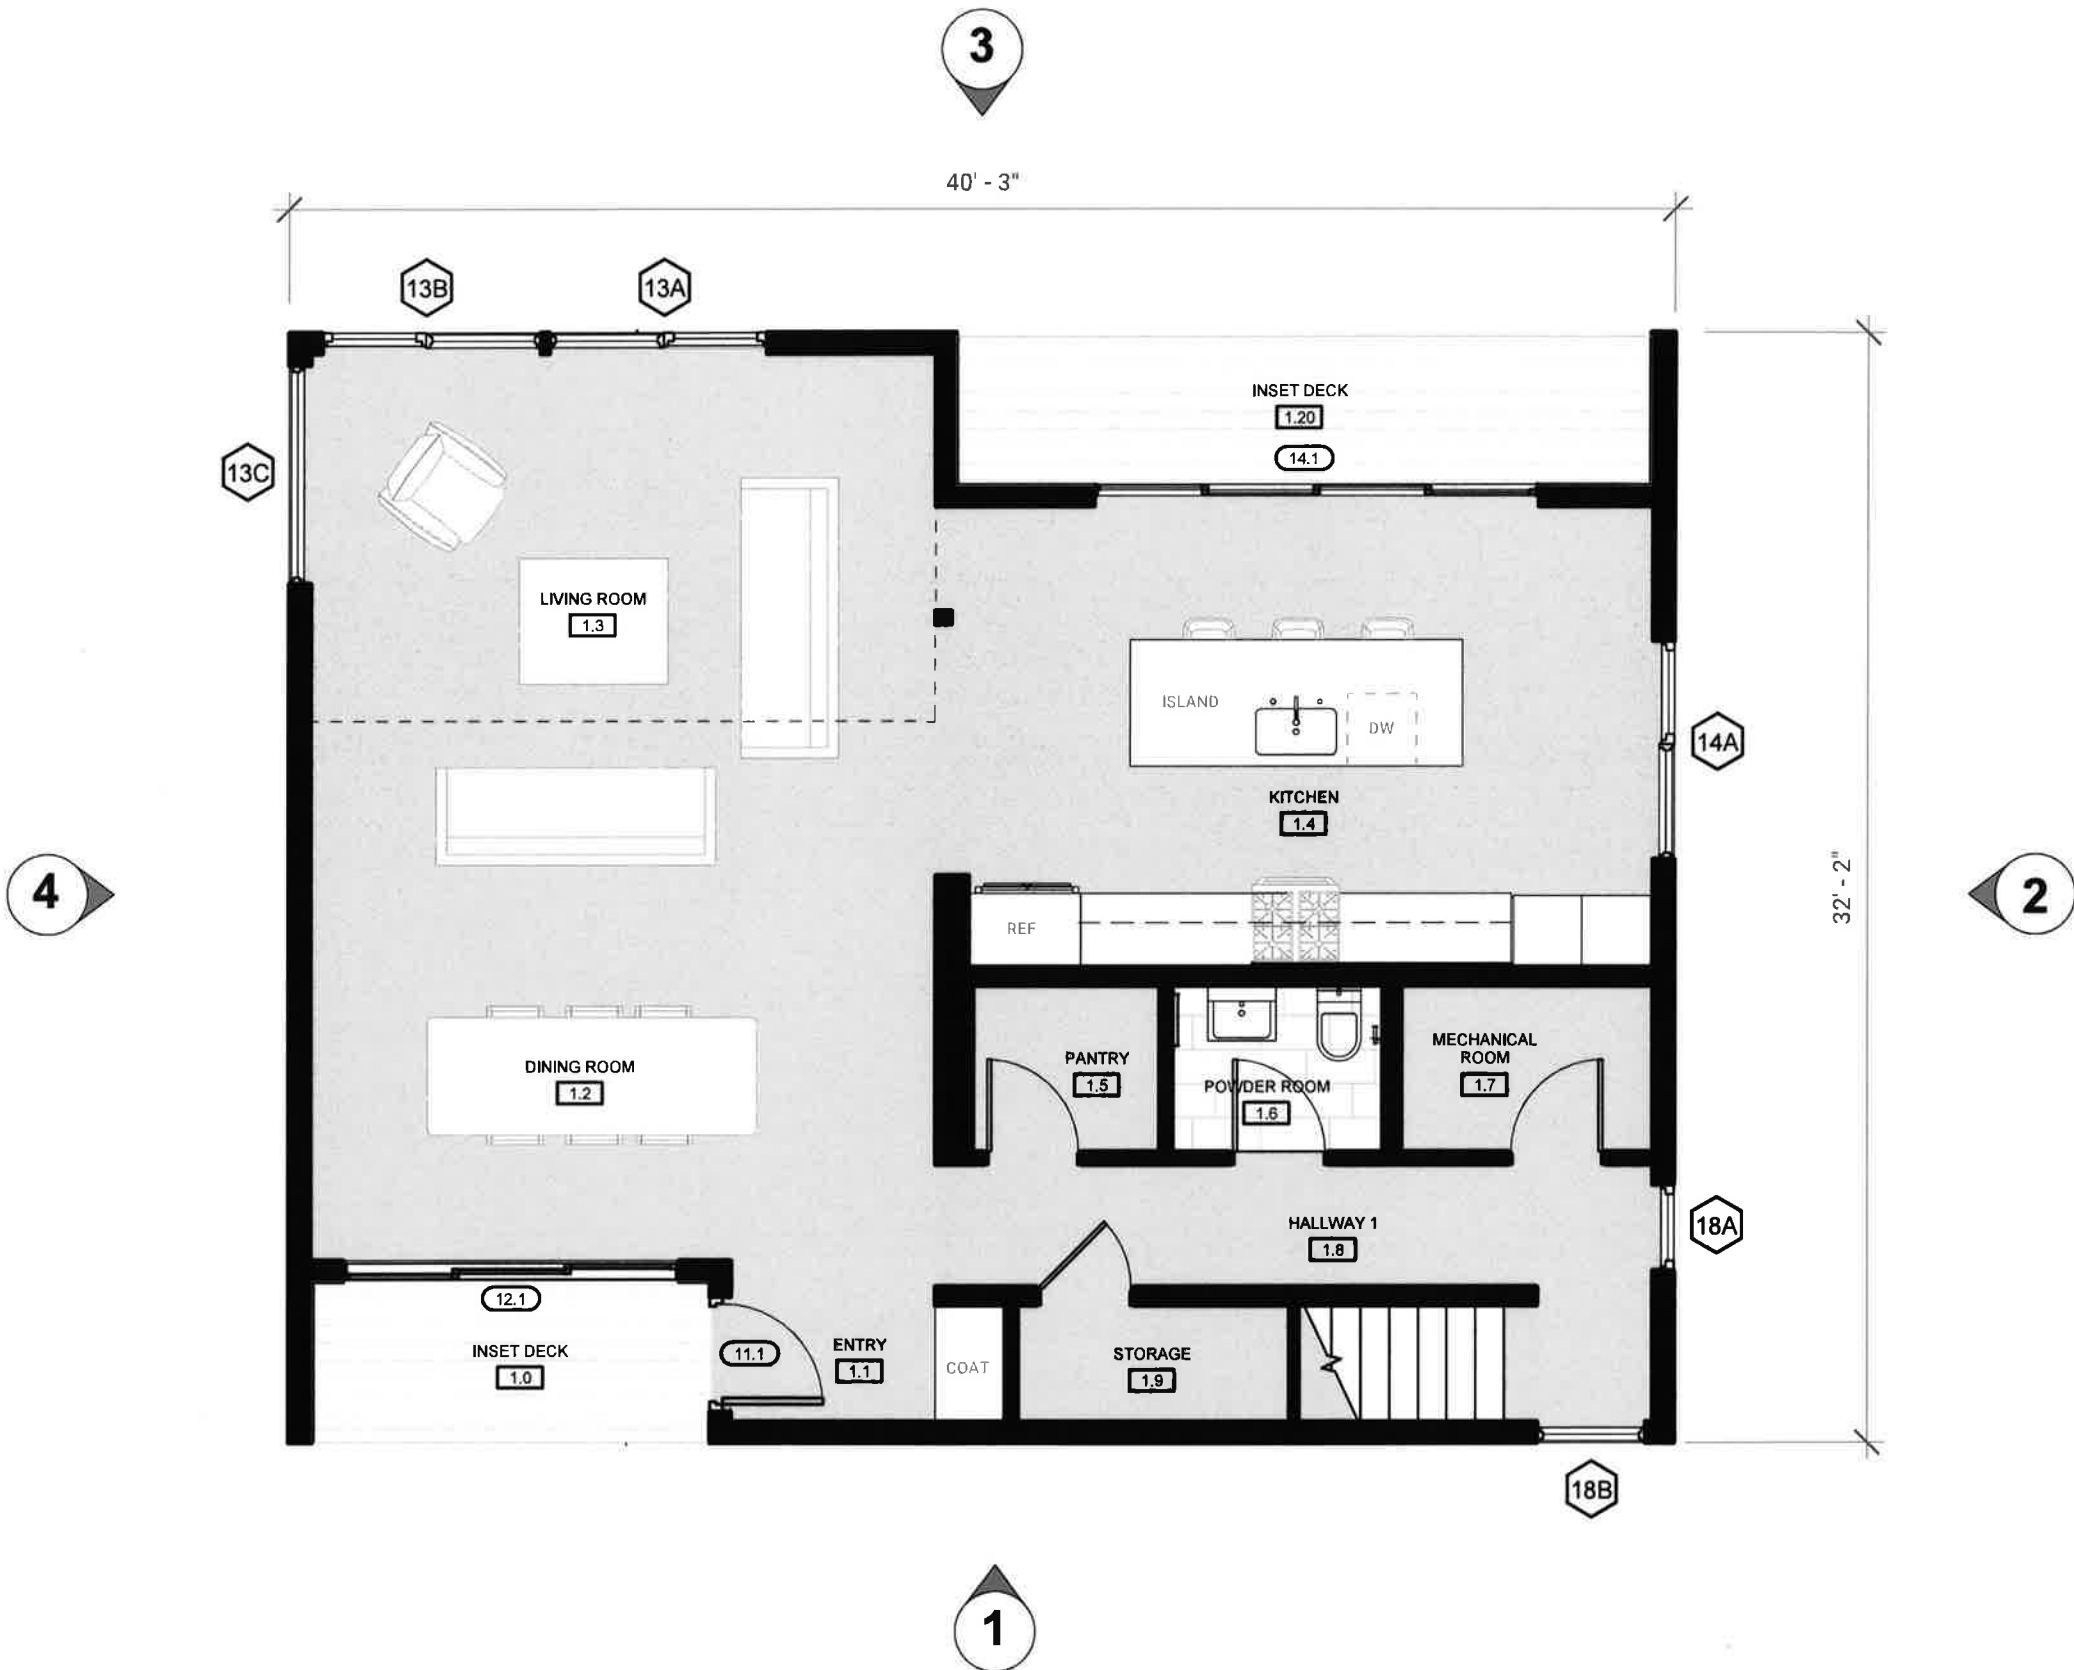 3
40' - 3"
13B
13A
INSET DECK
1.20
14.1
13C
LIVING ROOM
1.3
ISLAND
DW
14A
KITCHEN
1.4
4
32' - 2"
2
REF
MECHANICAL
ROOM
1.7
PANTRY
1.5
DINING ROOM
1.2
POWDER ROOM
1.6
HALLWAY 1
1.8
18A
12.1
ENTRY
1.1
11.1
INSET DECK
1.0
COAT
STORAGE
1.9
18B
1